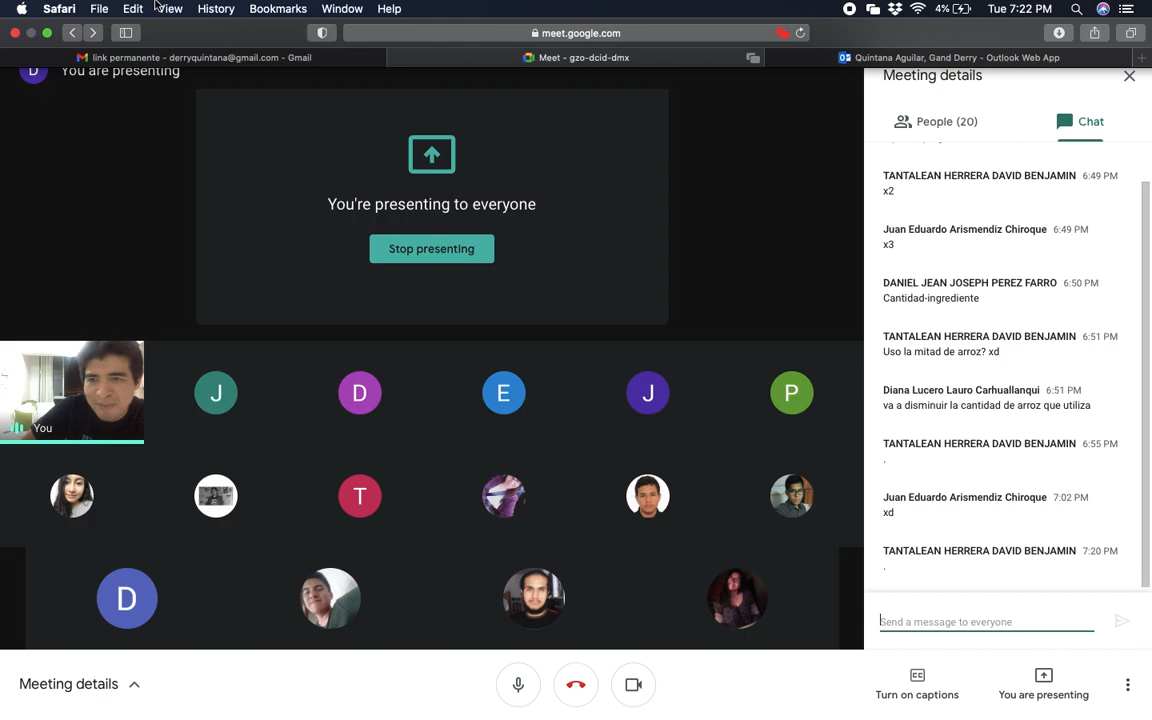 Safari File Edit View History Bookmarks Window Help 4% Tue 7:22 PM
meet.google.com
link permanente - derryquintana@gmail.com - Gmail
Meet - gzo-dcid-dmx
Quintana Aguilar, Gand Derry - Outlook Web App
D You are presenting
Meeting details
People (20)
Chat
You're presenting to everyone
Stop presenting
TANTALEAN HERRERA DAVID BENJAMIN 6:49 PM
x2
Juan Eduardo Arismendiz Chiroque 6:49 PM
x3
DANIEL JEAN JOSEPH PEREZ FARRO 6:50 PM
Cantidad-ingrediente
TANTALEAN HERRERA DAVID BENJAMIN 6:51 PM
Uso la mitad de arroz? xd
Diana Lucero Lauro Carhuallanqui 6:51 PM
va a disminuir la cantidad de arroz que utiliza
TANTALEAN HERRERA DAVID BENJAMIN 6:55 PM
.
Juan Eduardo Arismendiz Chiroque 7:02 PM
xd
TANTALEAN HERRERA DAVID BENJAMIN 7:20 PM
.
Send a message to everyone
You
J D E J P
T
D
Meeting details
CC
Turn on captions
You are presenting